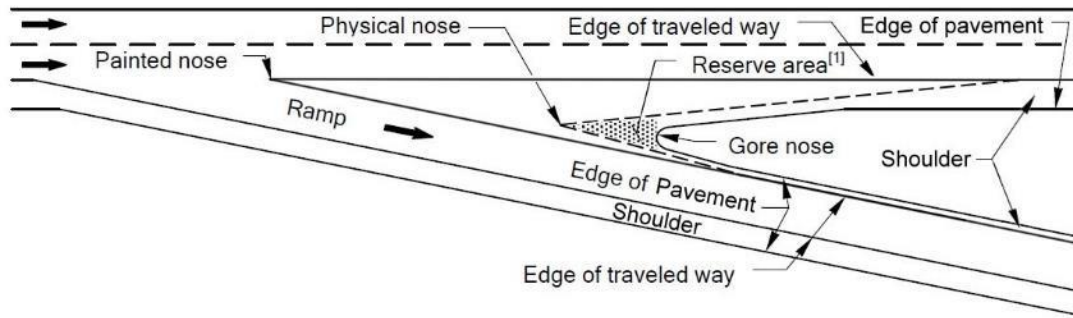 Physical nose
Edge of traveled way
Edge of pavement
Painted nose
Reserve area[1]
Ramp
Gore nose
Shoulder
Edge of Pavement
Shoulder
Edge of traveled way